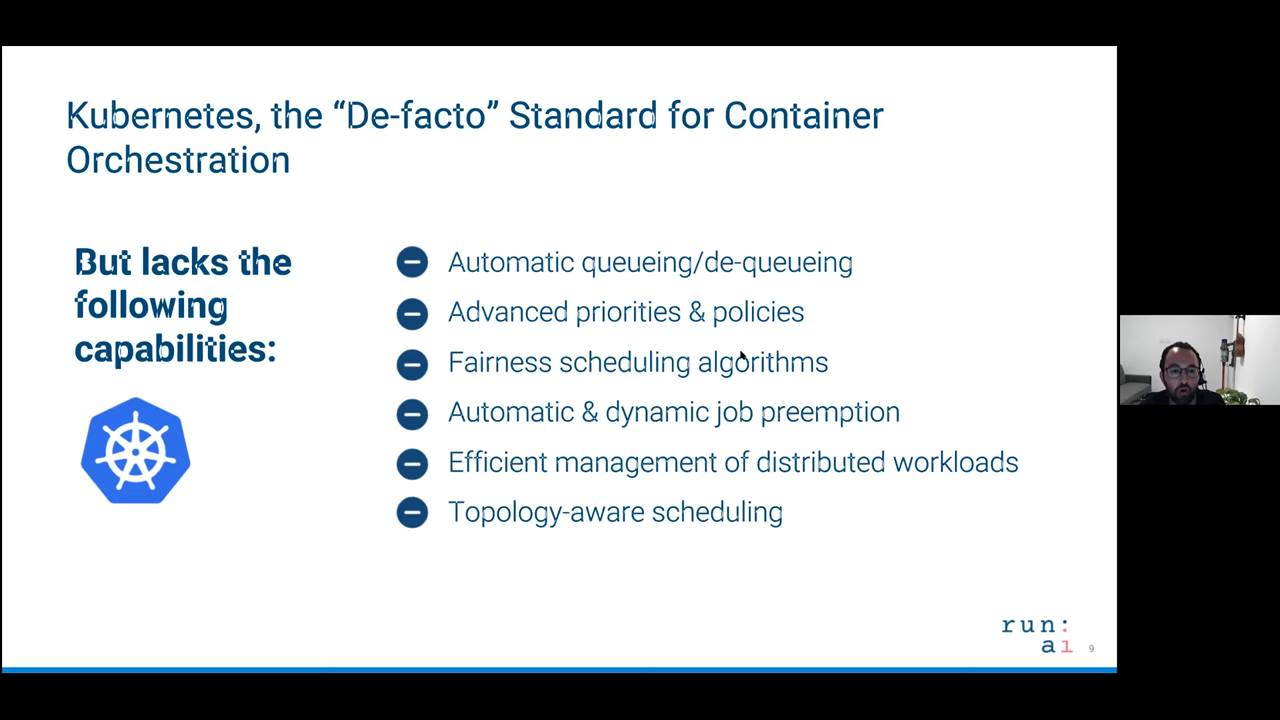 Kubernetes, the “De-facto” Standard for Container
Orchestration
But lacks the
following
capabilities:
Automatic queueing/de-queueing
Advanced priorities & policies
Fairness scheduling algorithms
Automatic & dynamic job preemption
Efficient management of distributed workloads
Topology-aware scheduling
run:
ai
9